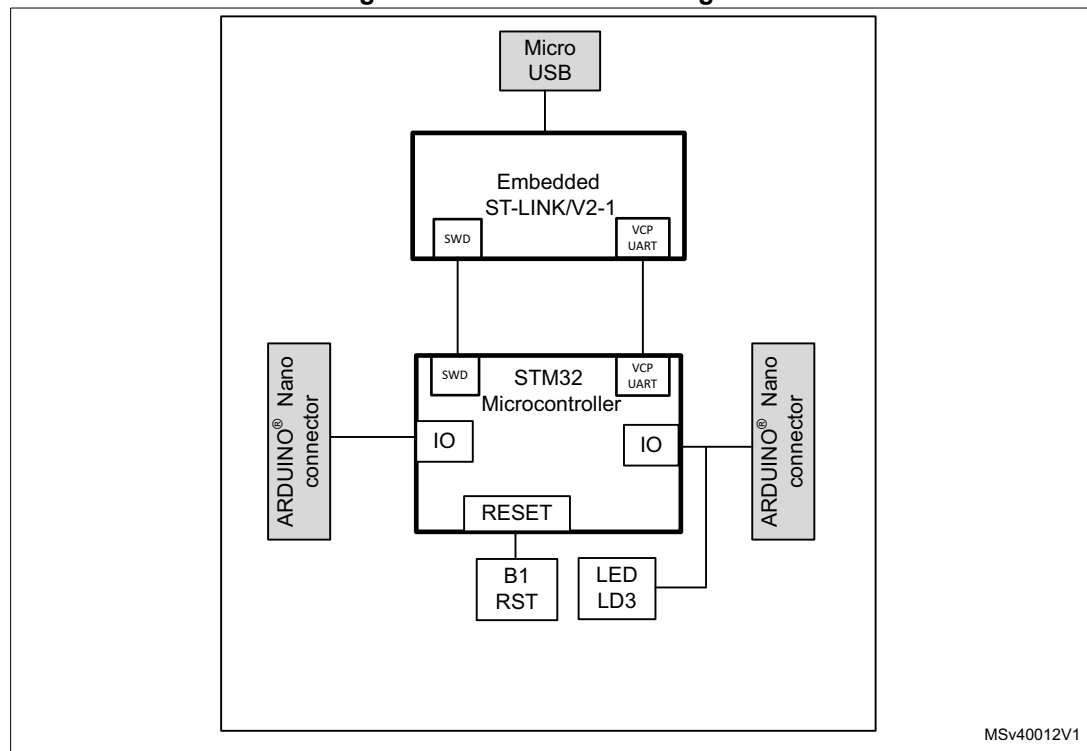 Micro
USB
Embedded
ST-LINK/V2-1
SWD
VCP
UART
SWD
STM32
Microcontroller
VCP
UART
ARDUINO® Nano
connector
IO
IO
ARDUINO® Nano
connector
RESET
B1
RST
LED
LD3
MSv40012V1